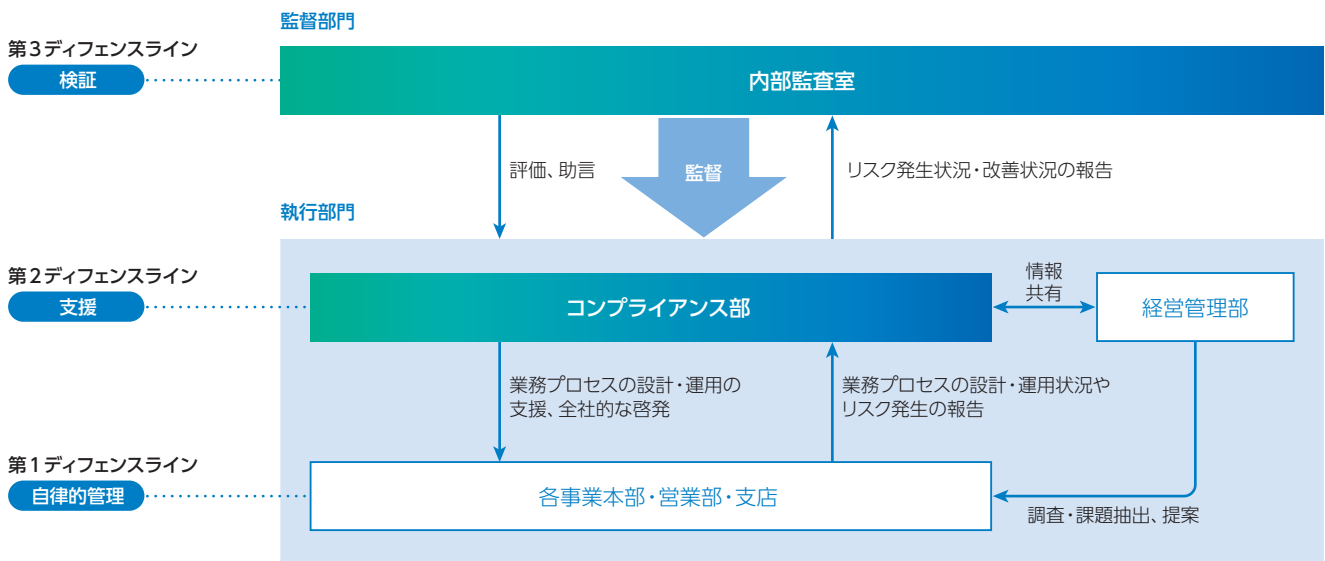 監督部門
第3ディフェンスライン
検証
内部監査室
評価、助言
監督
リスク発生状況・改善状況の報告
執行部門
第2ディフェンスライン
支援
コンプライアンス部
情報
共有
経営管理部
業務プロセスの設計・運用の
支援、全社的な啓発
業務プロセスの設計・運用状況や
リスク発生の報告
第1ディフェンスライン
自律的管理
各事業本部・営業部・支店
調査・課題抽出、提案